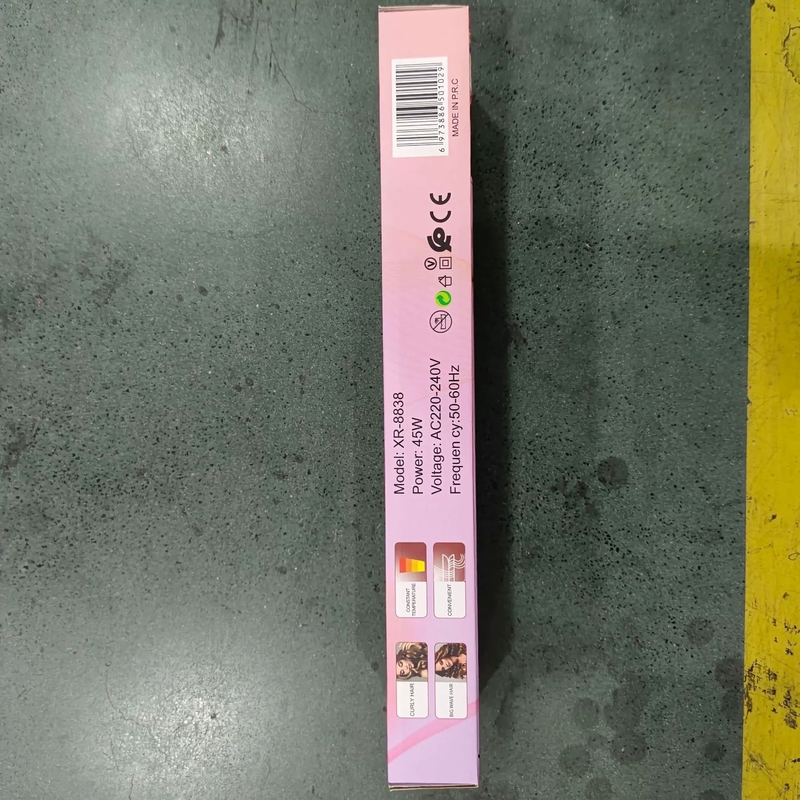 6 973886 501029
MADE IN P.R.C
CE
V
Model: XR-8838
Power: 45W
Voltage: AC220-240V
Frequen cy:50-60Hz
CONSTANT
TEMPERATURE
CONVENIENT
CURLY HAIR
BIG WAVE HAIR